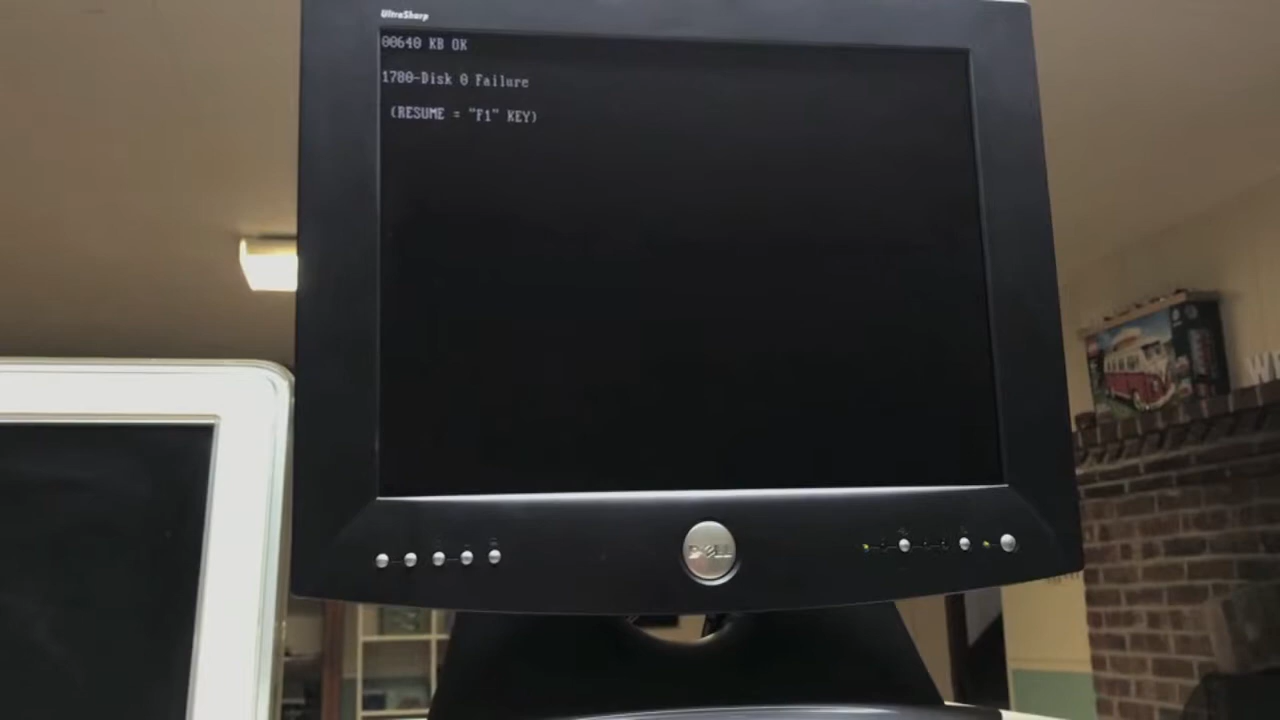 UltraSharp
00640 KB OK
1780-Disk 0 Failure
(RESUME = "F1" KEY)
DELL